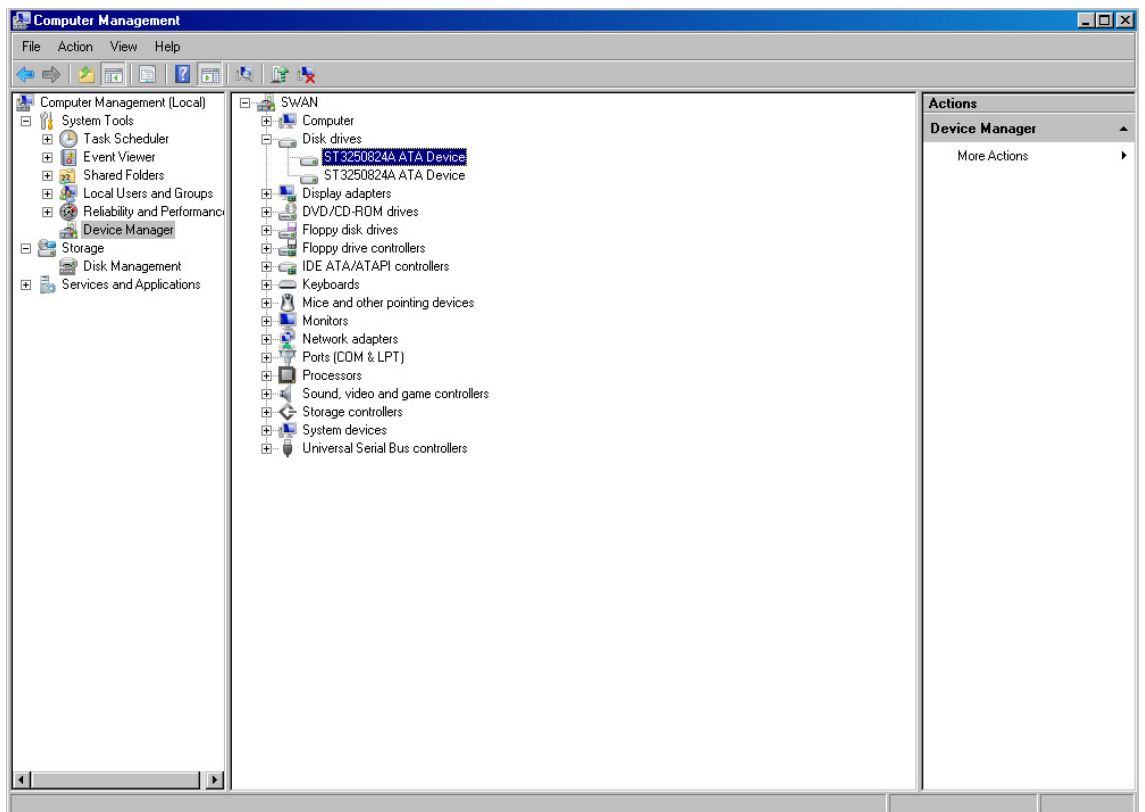 Computer Management
File Action View Help
Computer Management (Local)
System Tools
Task Scheduler
Event Viewer
Shared Folders
Local Users and Groups
Reliability and Performanc
Device Manager
Storage
Disk Management
Services and Applications
SWAN
Computer
Disk drives
ST3250824A ATA Device
ST3250824A ATA Device
Display adapters
DVD/CD-ROM drives
Floppy disk drives
Floppy drive controllers
IDE ATA/ATAPI controllers
Keyboards
Mice and other pointing devices
Monitors
Network adapters
Ports (COM & LPT)
Processors
Sound, video and game controllers
Storage controllers
System devices
Universal Serial Bus controllers
Actions
Device Manager
More Actions